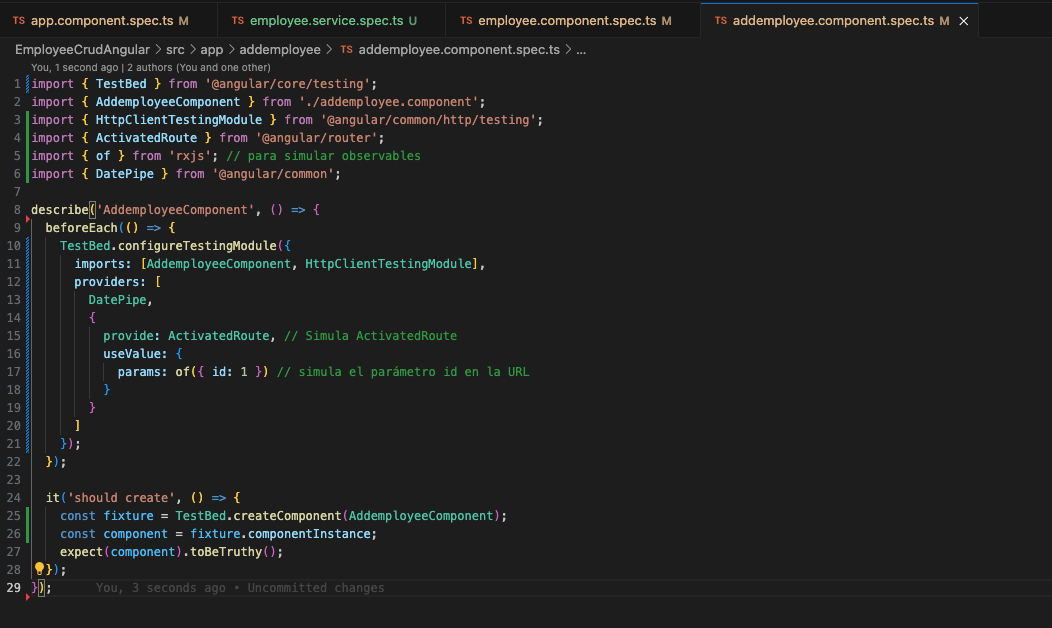 TS app.component.spec.ts M TS employee.service.spec.ts U TS employee.component.spec.ts M TS addemployee.component.spec.ts M ×
EmployeeCrudAngular > src > app > addemployee > TS addemployee.component.spec.ts > ...
You, 1 second ago | 2 authors (You and one other)
1 import { TestBed } from '@angular/core/testing';
2 import { AddemployeeComponent } from './addemployee.component';
3 import { HttpClientTestingModule } from '@angular/common/http/testing';
4 import { ActivatedRoute } from '@angular/router';
5 import { of } from 'rxjs'; // para simular observables
6 import { DatePipe } from '@angular/common';
7
8 describe('AddemployeeComponent', () => {
9   beforeEach(() => {
10     TestBed.configureTestingModule({
11       imports: [AddemployeeComponent, HttpClientTestingModule],
12       providers: [
13         DatePipe,
14         {
15           provide: ActivatedRoute, // Simula ActivatedRoute
16           useValue: {
17             params: of({ id: 1 }) // simula el parámetro id en la URL
18           }
19         }
20       ]
21     });
22   });
23
24   it('should create', () => {
25     const fixture = TestBed.createComponent(AddemployeeComponent);
26     const component = fixture.componentInstance;
27     expect(component).toBeTruthy();
28   });
29 }); You, 3 seconds ago • Uncommitted changes